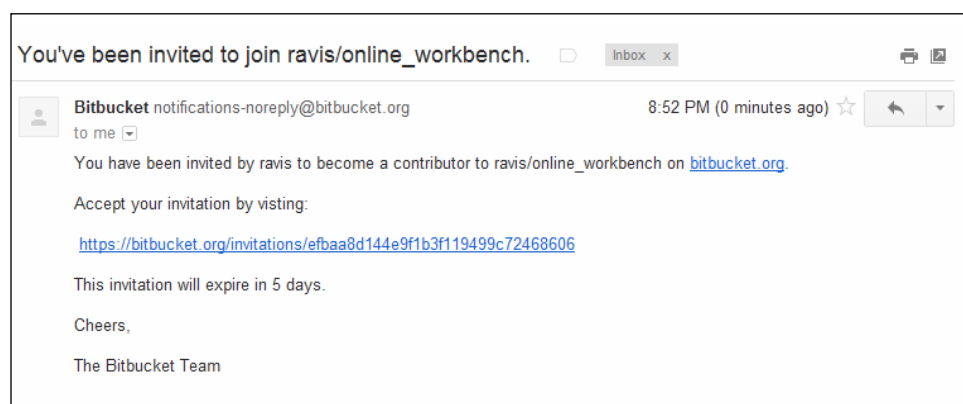 You've been invited to join ravis/online_workbench. Inbox x
Bitbucket notifications-noreply@bitbucket.org 8:52 PM (0 minutes ago)
to me
You have been invited by ravis to become a contributor to ravis/online_workbench on bitbucket.org.
Accept your invitation by visting:
https://bitbucket.org/invitations/efbaa8d144e9f1b3f119499c72468606
This invitation will expire in 5 days.
Cheers,
The Bitbucket Team